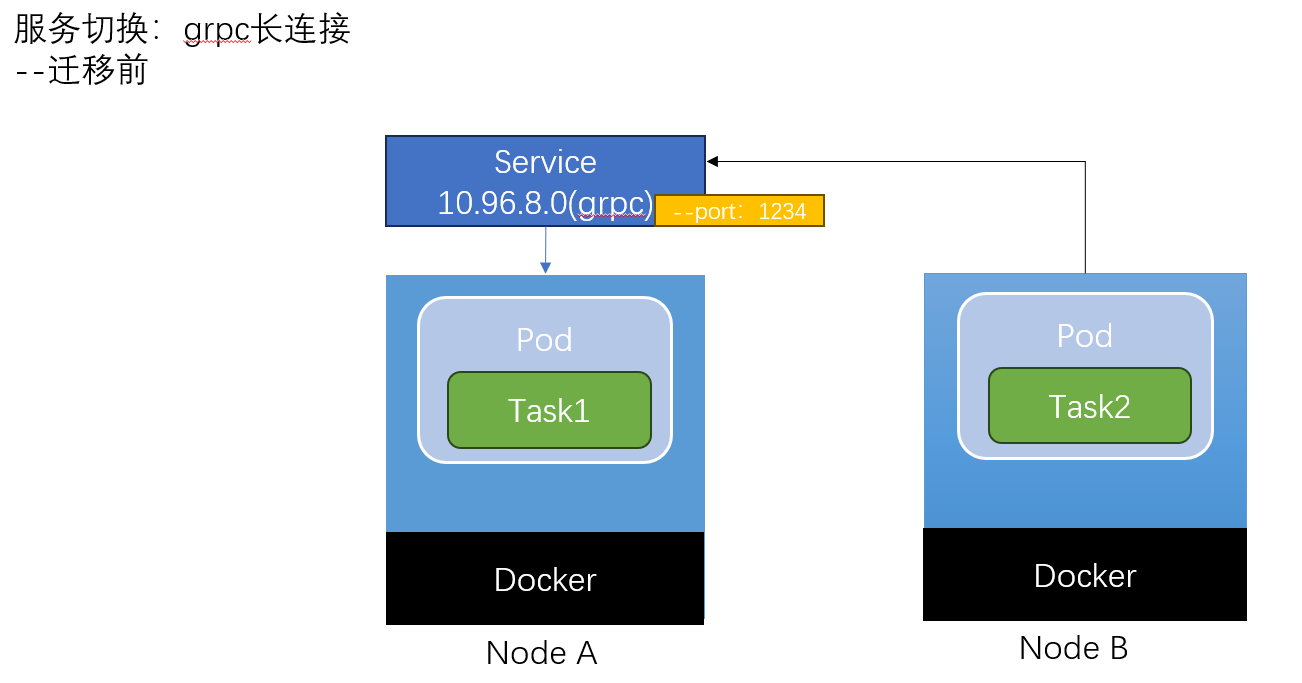 服务切换：grpc长连接
--迁移前
Service
10.96.8.0(grpc)
--port：1234
Pod
Task1
Docker
Node A
Pod
Task2
Docker
Node B